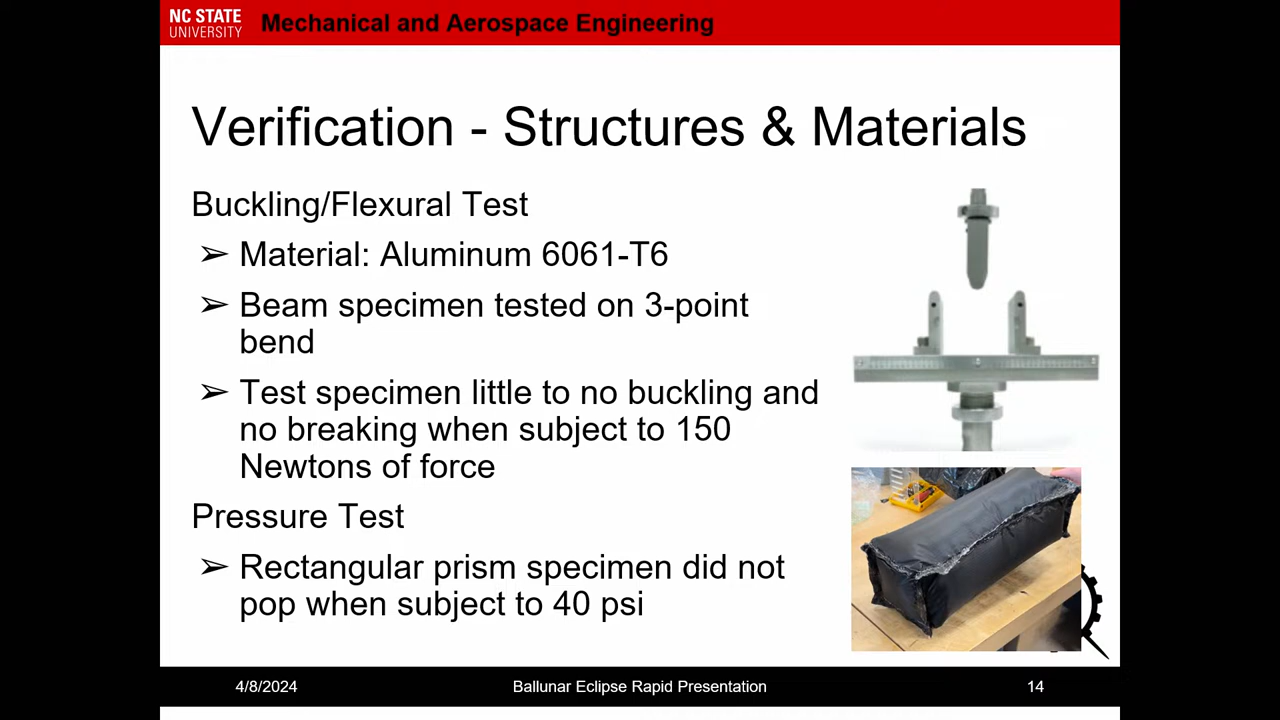 NC STATE
UNIVERSITY
Mechanical and Aerospace Engineering
Verification - Structures & Materials
Buckling/Flexural Test
➢ Material: Aluminum 6061-T6
➢ Beam specimen tested on 3-point
bend
➢ Test specimen little to no buckling and
no breaking when subject to 150
Newtons of force
Pressure Test
➢ Rectangular prism specimen did not
pop when subject to 40 psi
4/8/2024
Ballunar Eclipse Rapid Presentation
14